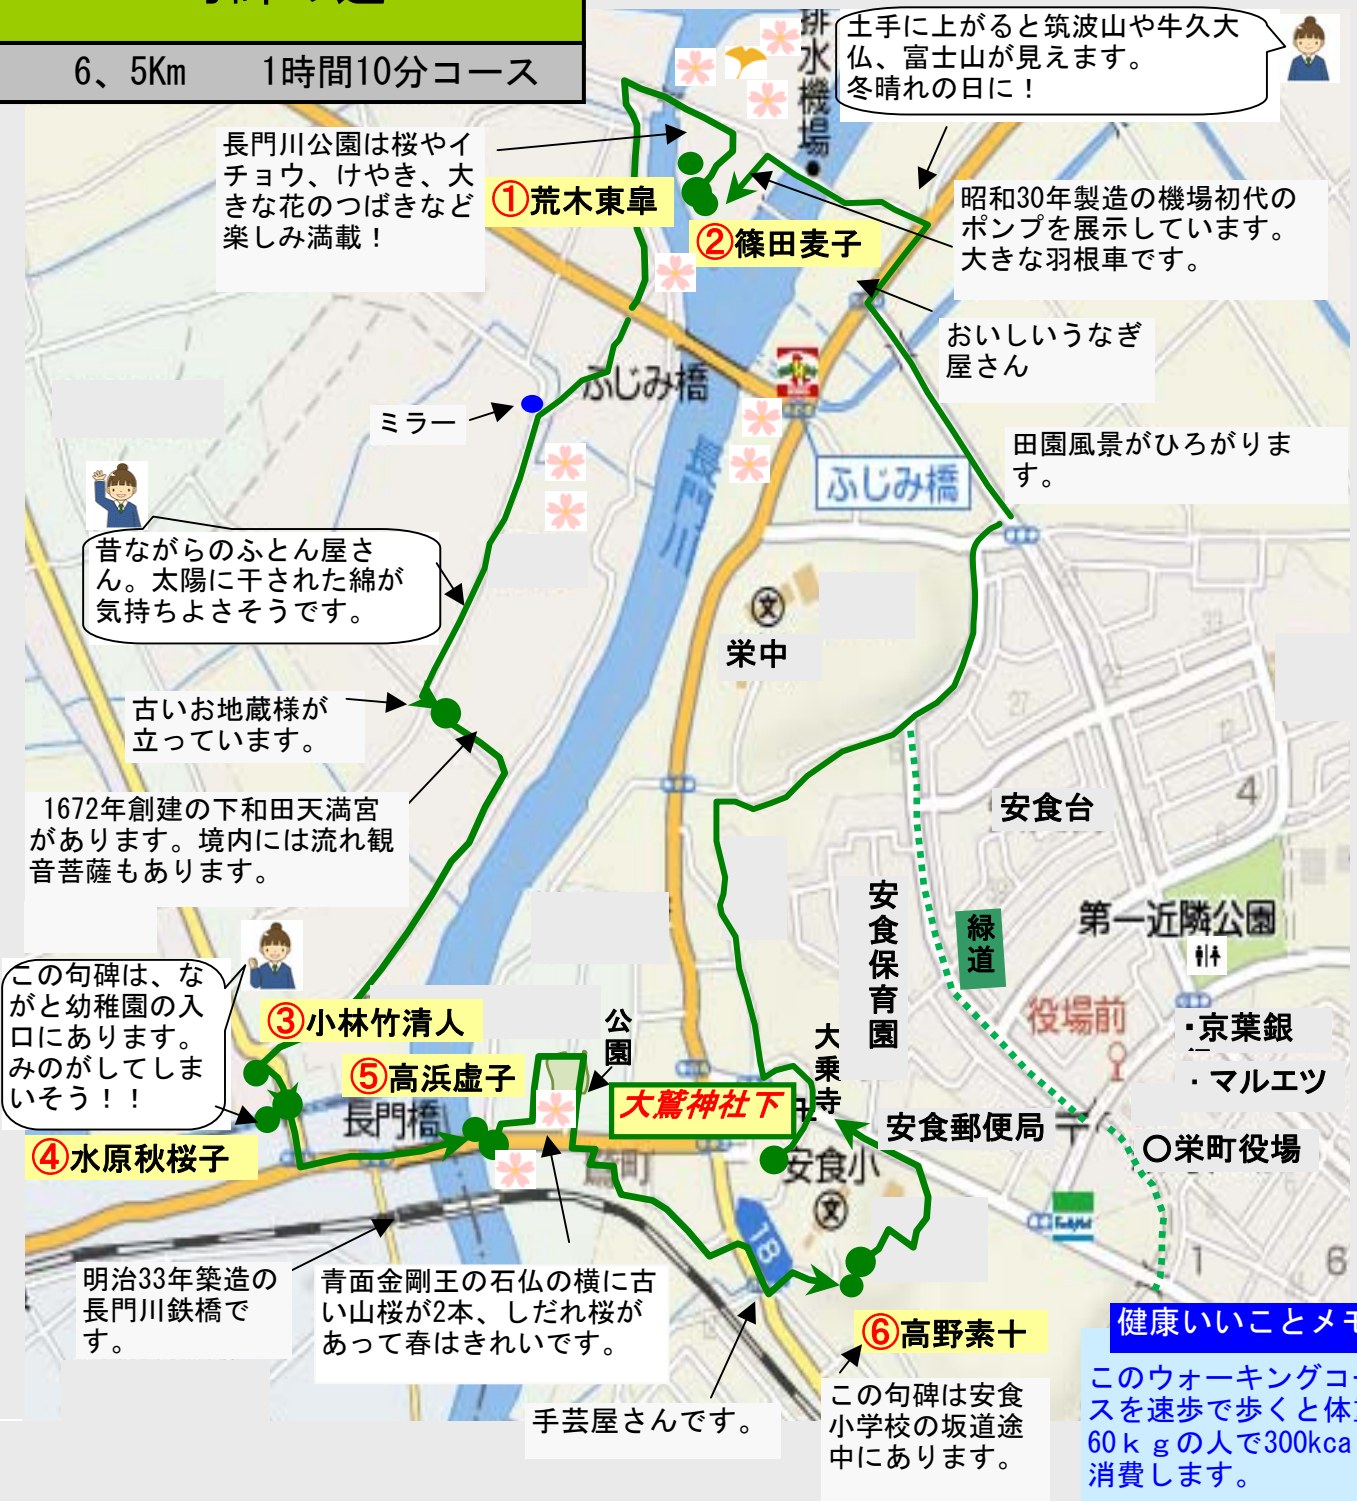 6、5Km 1時間10分コース
排水機場
土手に上がると筑波山や牛久大
仏、富士山が見えます。
冬晴れの日に！
長門川公園は桜やイ
チョウ、けやき、大
きな花のつばきなど
楽しみ満載！
①荒木東皐
②篠田麦子
昭和30年製造の機場初代の
ポンプを展示しています。
大きな羽根車です。
おいしいうなぎ
屋さん
ふじみ橋
ミラー
田園風景がひろがりま
す。
ふじみ橋
長門川
昔ながらのふとん屋さ
ん。太陽に干された綿が
気持ちよさそうです。
文
栄中
33
27
12
2
古いお地蔵様が
立っています。
1672年創建の下和田天満宮
があります。境内には流れ観
音菩薩もあります。
安食台
4
安食保育園
緑道
第一近隣公園
この句碑は、な
がと幼稚園の入
口にあります。
みのがしてしま
いそう！！
③小林竹清人
公園
大乗寺
役場前
・京葉銀
・マルエツ
⑤高浜虚子
大鷲神社下
長門橋
安食郵便局
④水原秋桜子
〇栄町役場
安食小
文
18
FamilyMart
1
6
明治33年築造の
長門川鉄橋で
す。
青面金剛王の石仏の横に古
い山桜が2本、しだれ桜が
あって春はきれいです。
⑥高野素十
手芸屋さんです。
この句碑は安食
小学校の坂道途
中にあります。
健康いいことメモ
このウォーキングコー
スを速歩で歩くと体
60ｋｇの人で300kca
消費します。